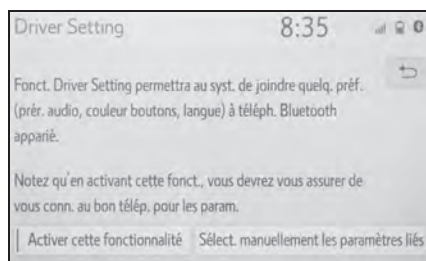 Driver Setting 8:35
Fonct. Driver Setting permettra au syst. de joindre quelq. préf.
(prér. audio, couleur boutons, langue) à téléph. Bluetooth
apparié.
Notez qu'en activant cette fonct., vous devrez vous assurer de
vous conn. au bon télép. pour les param.
Activer cette fonctionnalité Sélect. manuellement les paramètres liés